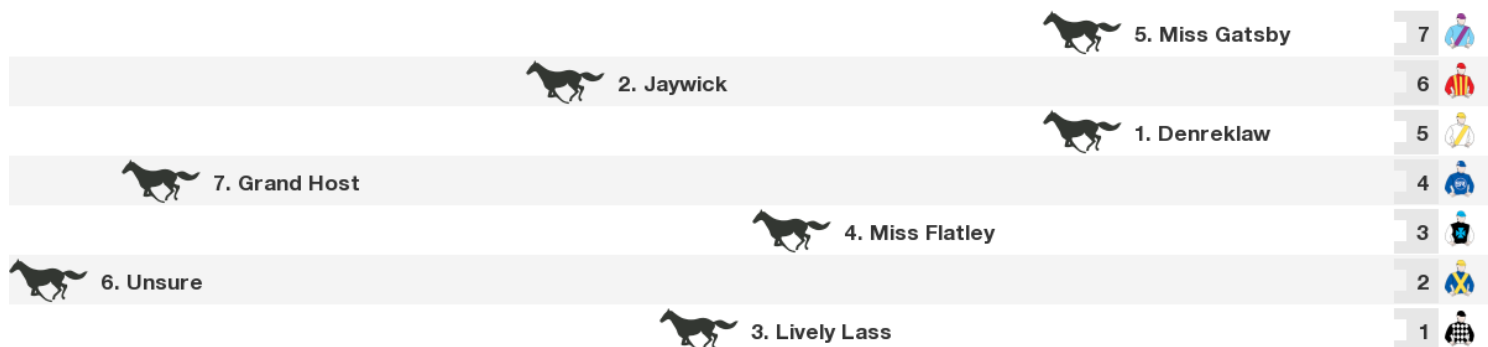 5. Miss Gatsby 7
2. Jaywick 6
1. Denreklaw 5
7. Grand Host 4
4. Miss Flatley 3
6. Unsure 2
3. Lively Lass 1